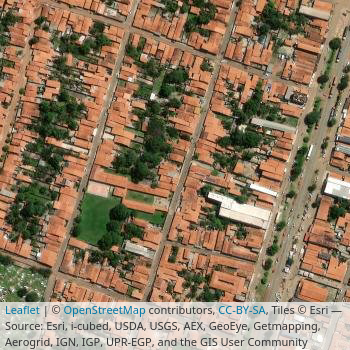 Leaflet | © OpenStreetMap contributors, CC-BY-SA, Tiles © Esri —
Source: Esri, i-cubed, USDA, USGS, AEX, GeoEye, Getmapping,
Aerogrid, IGN, IGP, UPR-EGP, and the GIS User Community